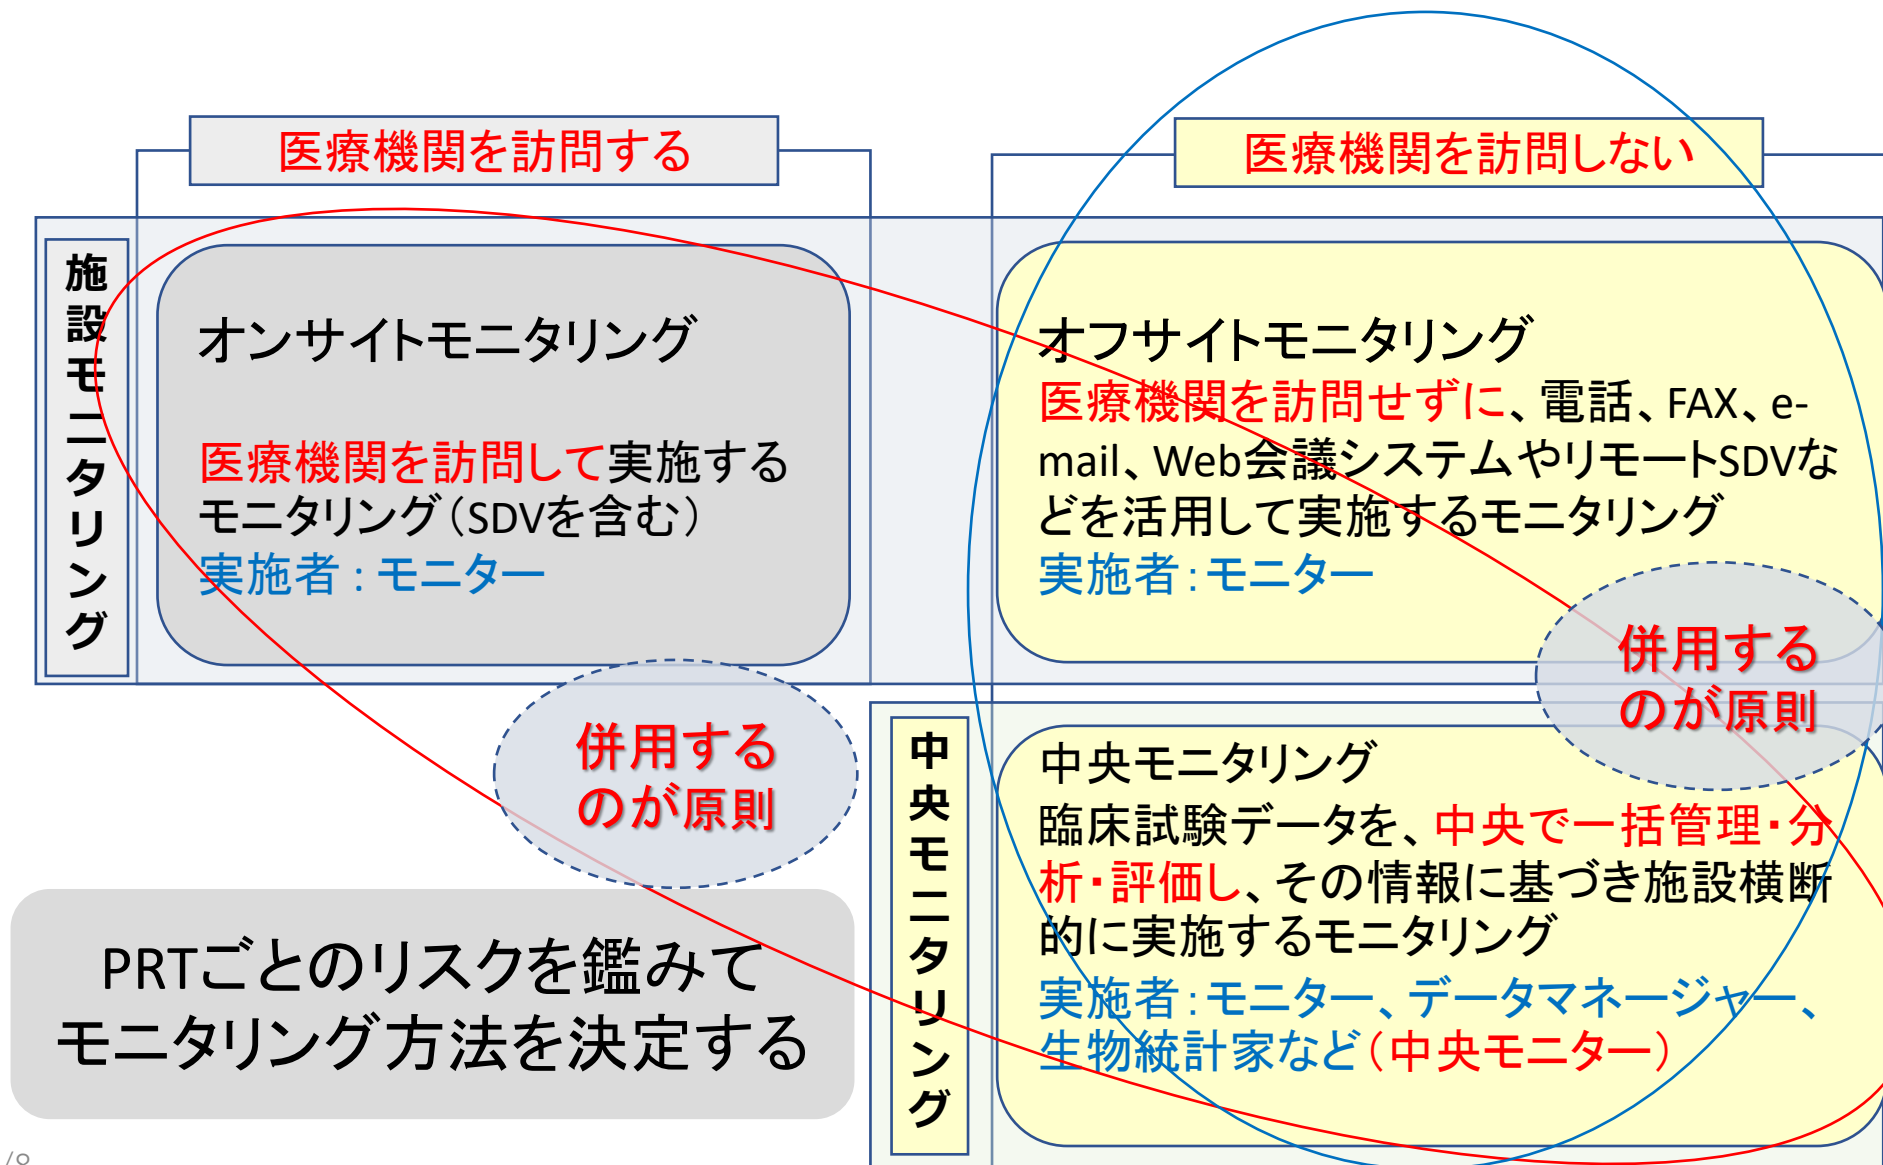 医療機関を訪問する
医療機関を訪問しない
施設モニタリング
オンサイトモニタリング
医療機関を訪問して実施する
モニタリング（SDVを含む）
実施者：モニター
オフサイトモニタリング
医療機関を訪問せずに、電話、FAX、e-
mail、Web会議システムやリモートSDVな
どを活用して実施するモニタリング
実施者：モニター
併用する
のが原則
併用する
のが原則
中央モニタリング
中央モニタリング
臨床試験データを、中央で一括管理・分
析・評価し、その情報に基づき施設横断
的に実施するモニタリング
実施者：モニター、データマネージャー、
生物統計家など（中央モニター）
PRTごとのリスクを鑑みて
モニタリング方法を決定する